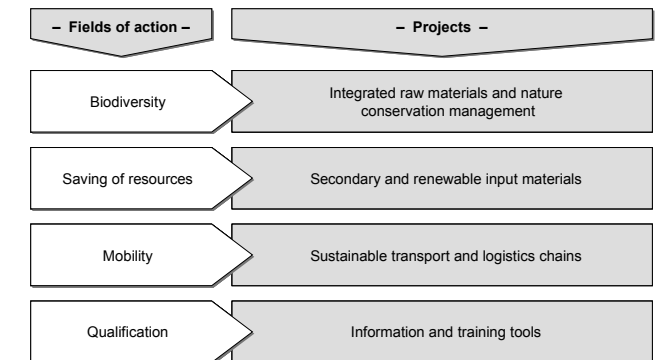 – Fields of action –
– Projects –
Biodiversity
Integrated raw materials and nature
conservation management
Saving of resources
Secondary and renewable input materials
Mobility
Sustainable transport and logistics chains
Qualification
Information and training tools